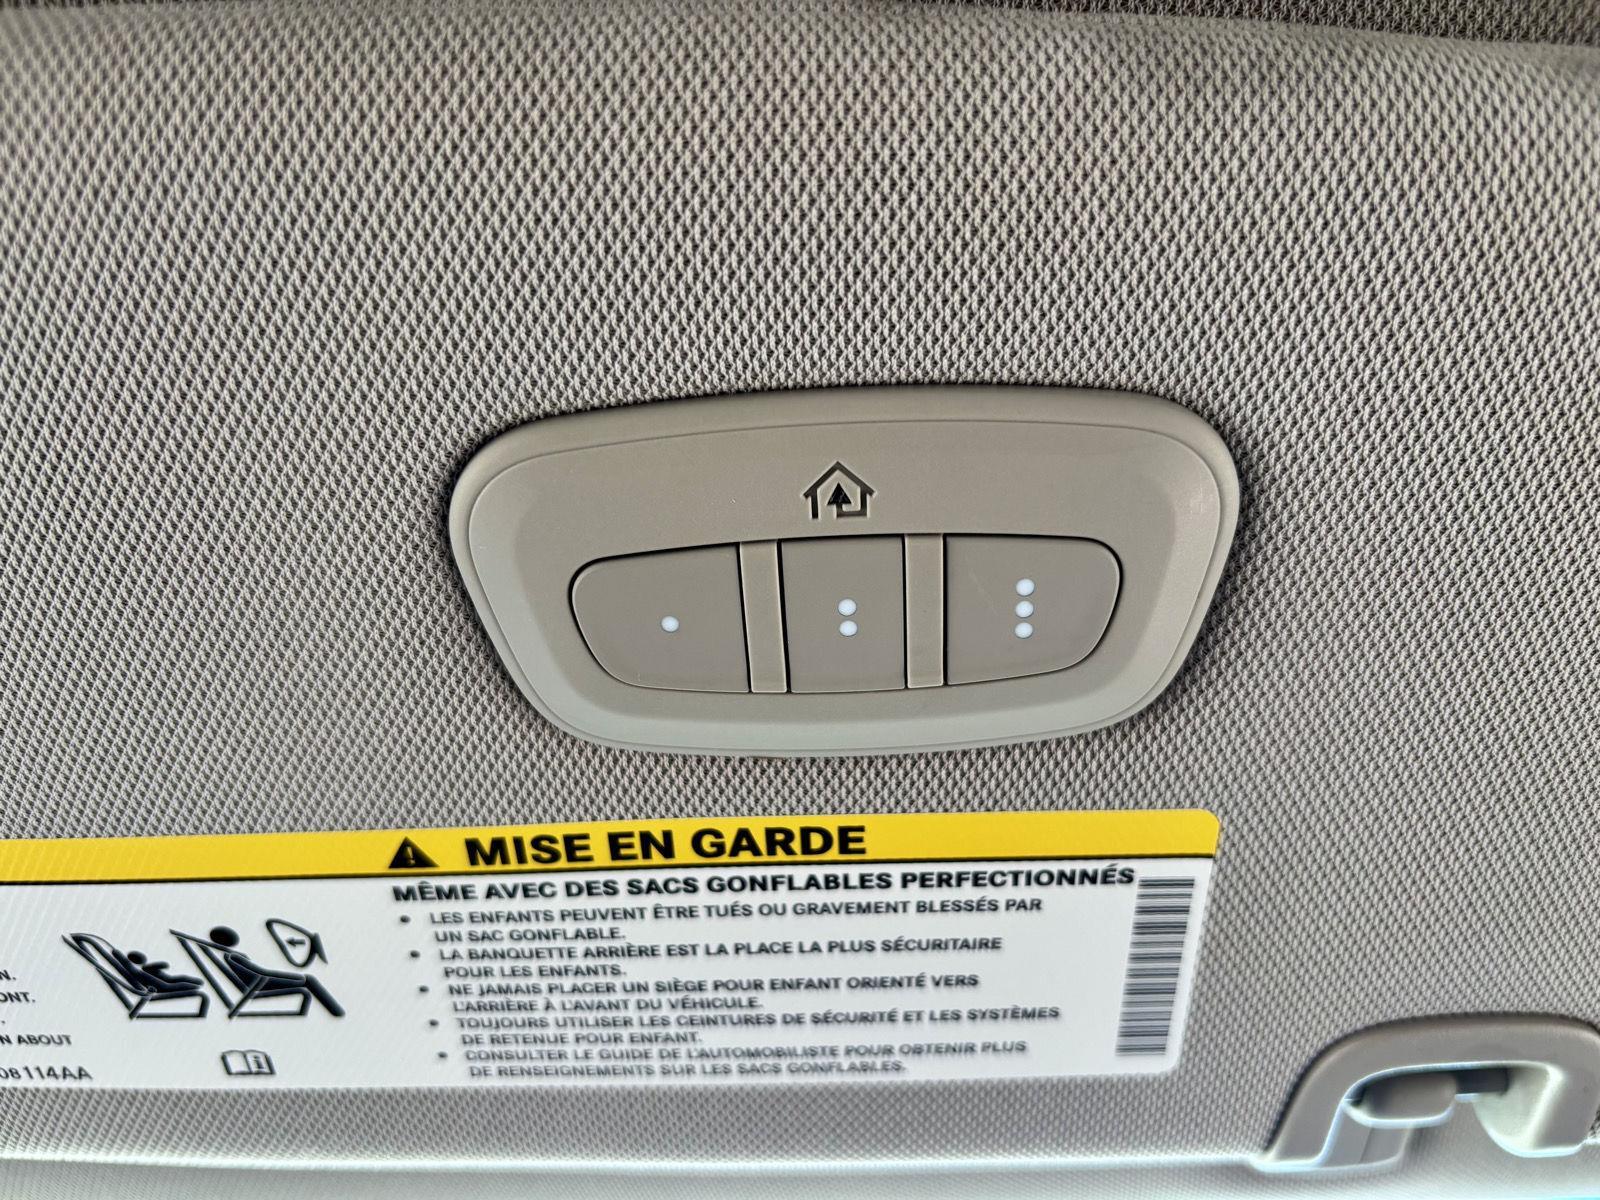 MISE EN GARDE
MÊME AVEC DES SACS GONFLABLES PERFECTIONNÉS
• LES ENFANTS PEUVENT ÊTRE TUÉS OU GRAVEMENT BLESSÉS PAR
UN SAC GONFLABLE.
• LA BANQUETTE ARRIÈRE EST LA PLACE LA PLUS SÉCURITAIRE
POUR LES ENFANTS.
• NE JAMAIS PLACER UN SIÈGE POUR ENFANT ORIENTÉ VERS
L'ARRIÈRE À L'AVANT DU VÉHICULE.
• TOUJOURS UTILISER LES CEINTURES DE SÉCURITÉ ET LES SYSTÈMES
DE RETENUE POUR ENFANT.
• CONSULTER LE GUIDE DE L'AUTOMOBILISTE POUR OBTENIR PLUS
DE RENSEIGNEMENTS SUR LES SACS GONFLABLES.
N.
ONT.
N ABOUT
08114AA